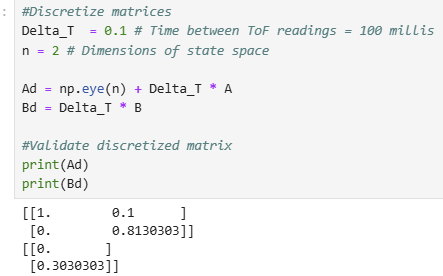 :
#Discretize matrices
Delta_T  = 0.1 # Time between ToF readings = 100 millis
n = 2 # Dimensions of state space
Ad = np.eye(n) + Delta_T * A
Bd = Delta_T * B
#Validate discretized matrix
print(Ad)
print(Bd)
[[1.        0.1      ]
 [0.        0.8130303]]
[[0.       ]
 [0.3030303]]